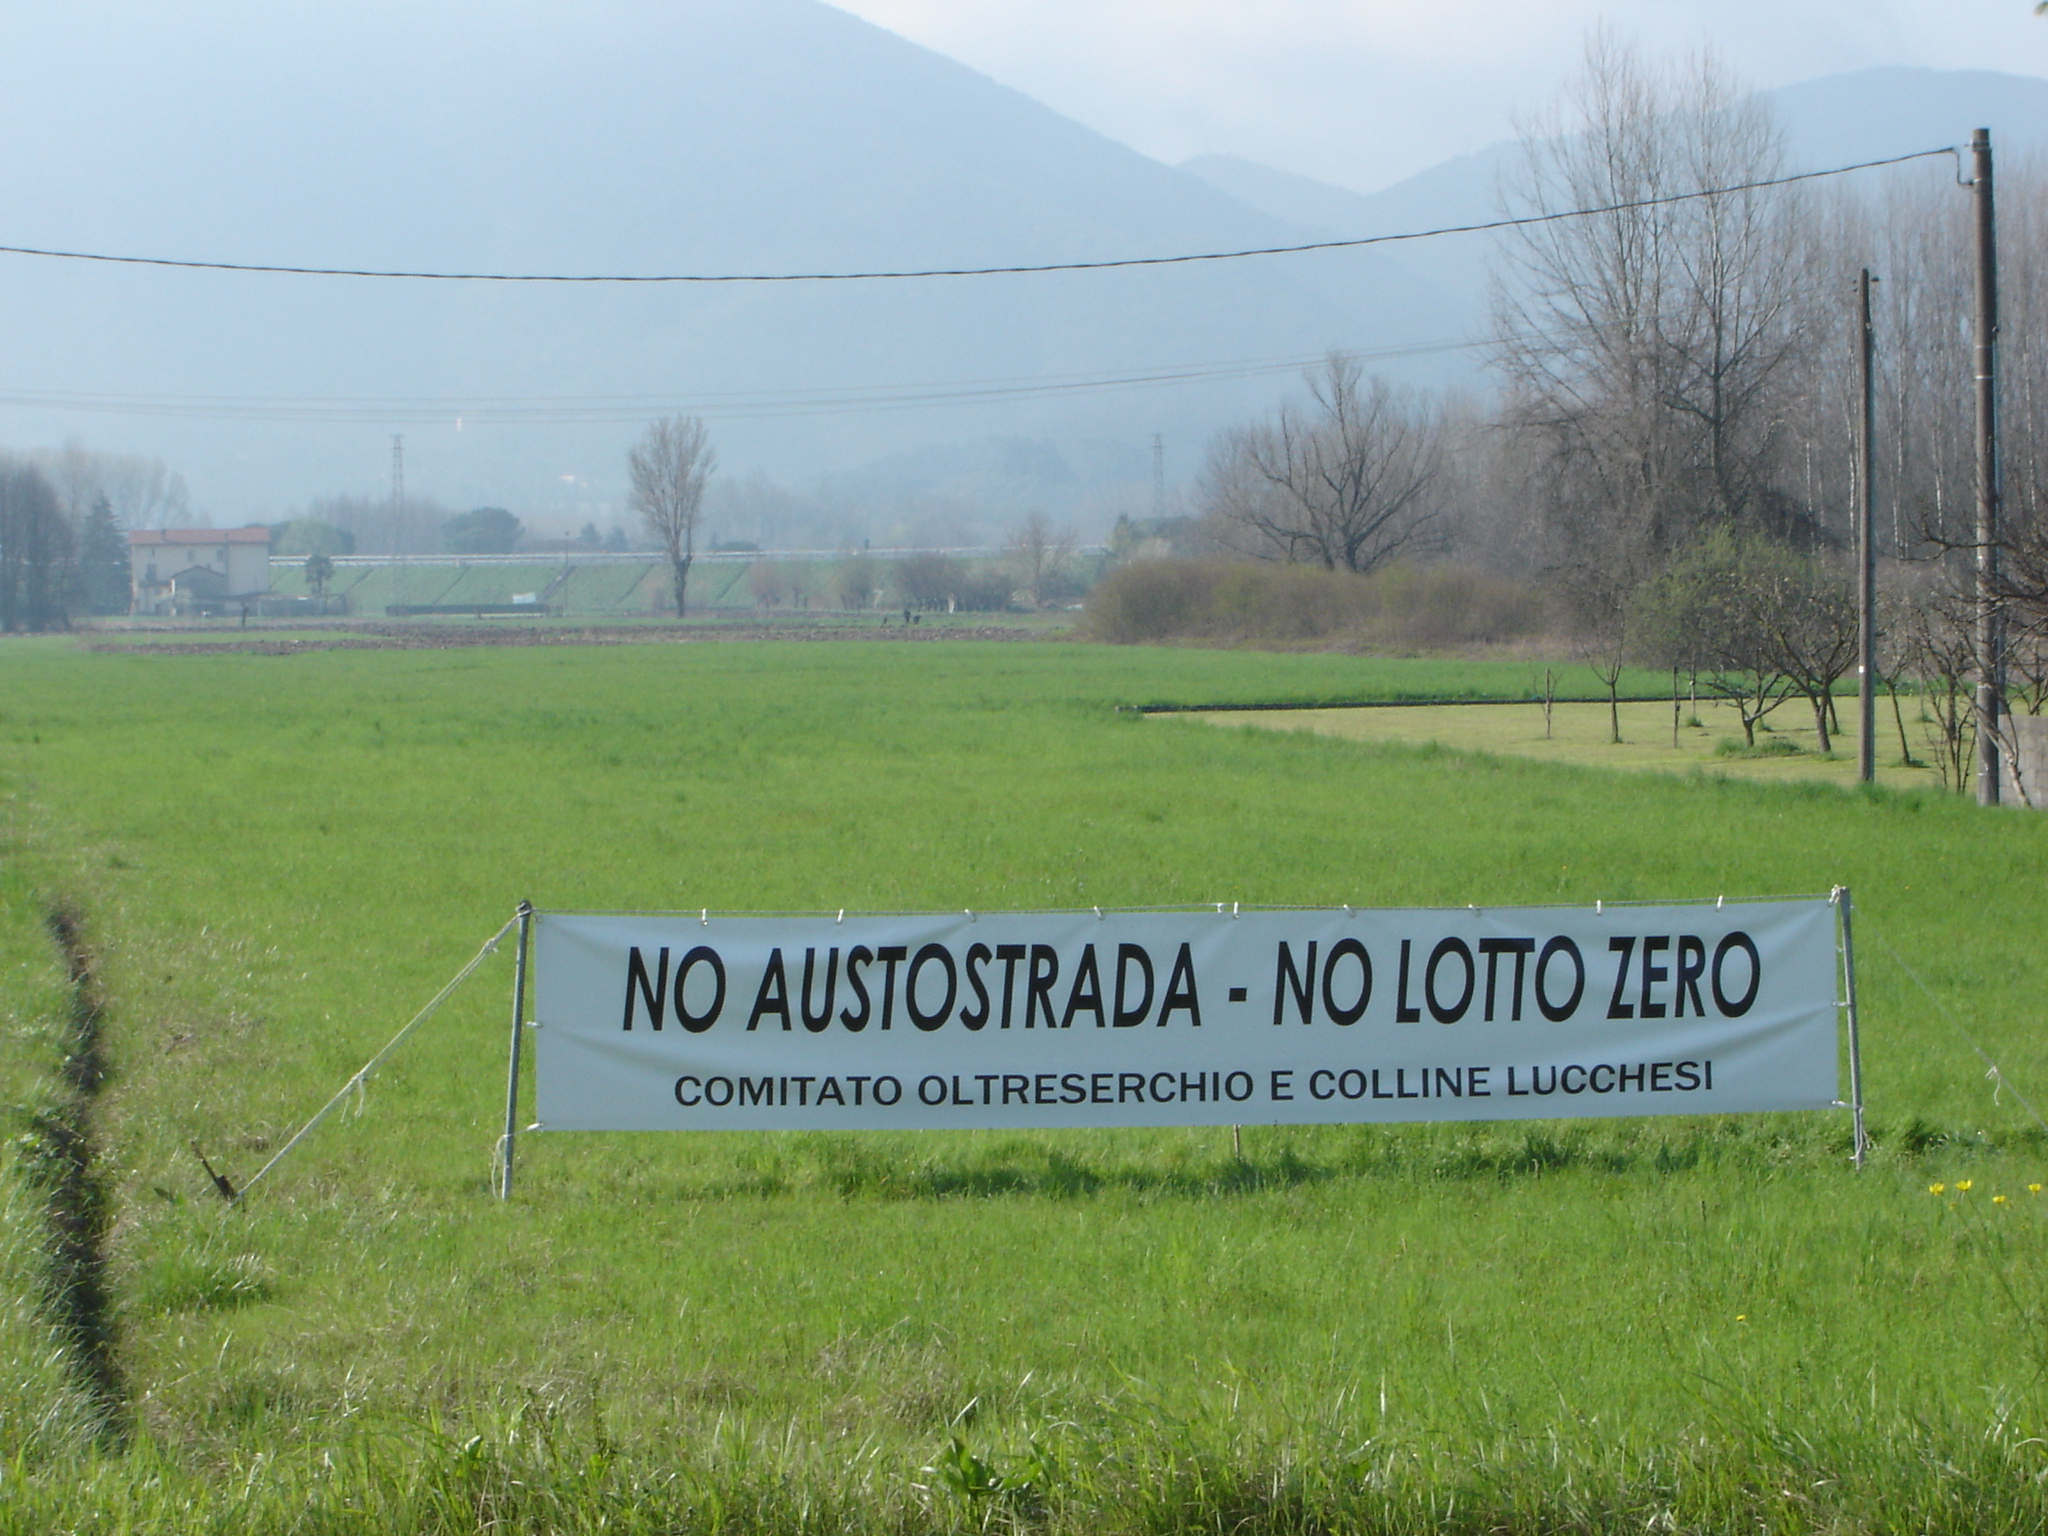 NO AUSTOSTRADA - NO LOTTO ZERO
COMITATO OLTRESERCHIO E COLLINE LUCCHESI